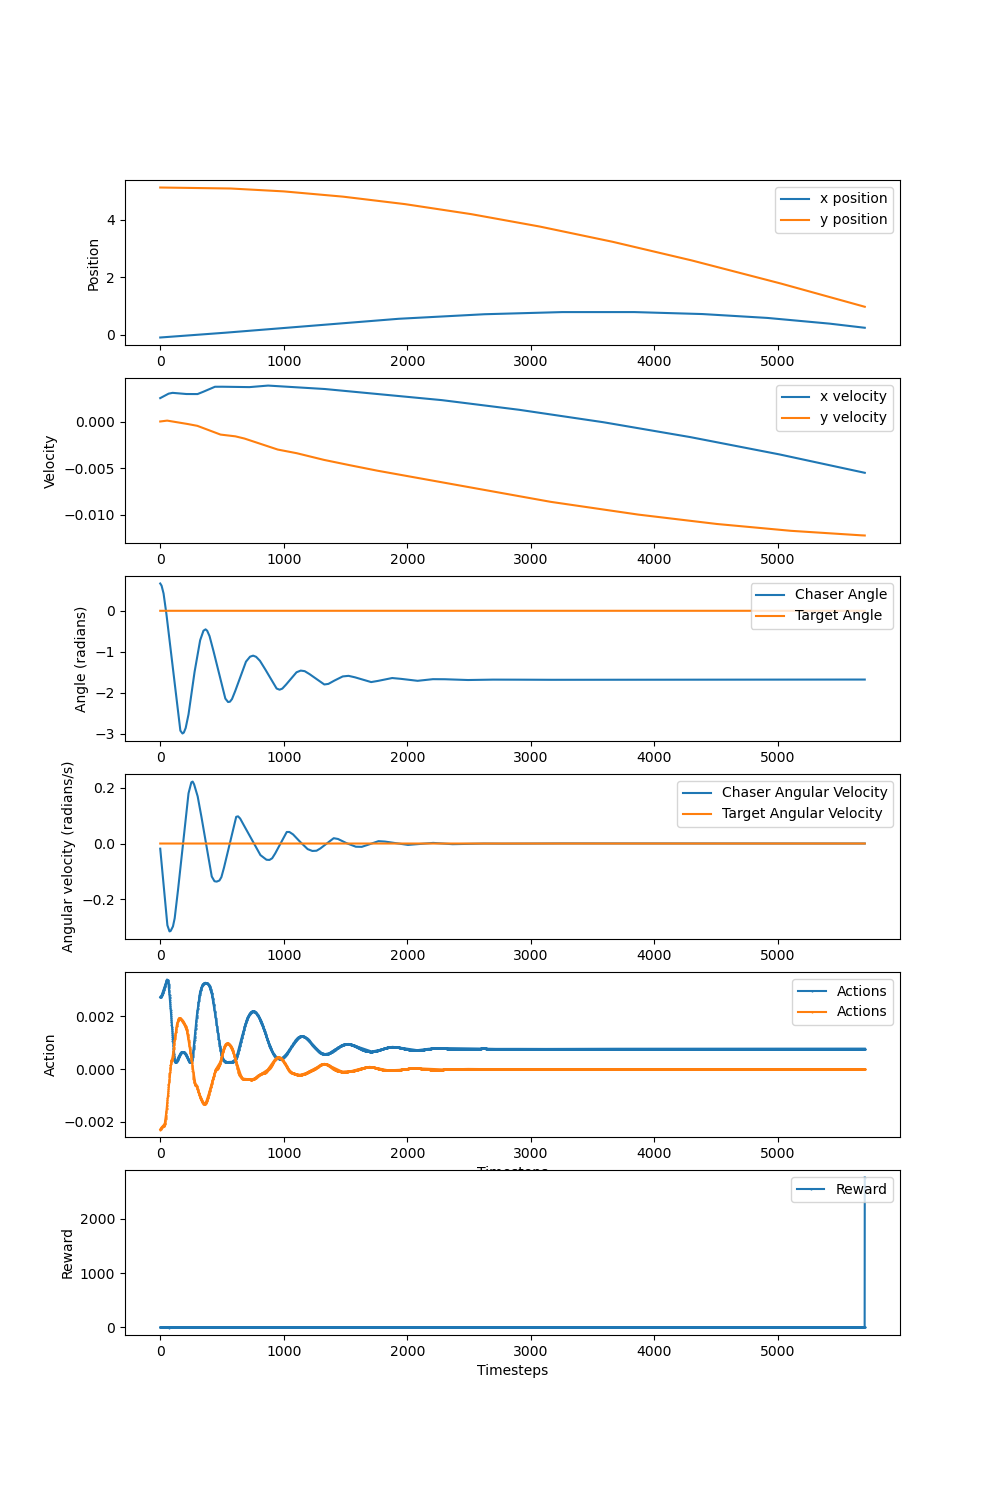 x position
y position
Position
4
2
0
0 1000 2000 3000 4000 5000
x velocity
y velocity
Velocity
0.000
−0.005
−0.010
0 1000 2000 3000 4000 5000
Chaser Angle
Target Angle
Angle (radians)
0
−1
−2
−3
0 1000 2000 3000 4000 5000
Chaser Angular Velocity
Target Angular Velocity
Angular velocity (radians/s)
0.2
0.0
−0.2
0 1000 2000 3000 4000 5000
Actions
Actions
Action
0.002
0.000
−0.002
0 1000 2000 3000 4000 5000
Timesteps
Reward
Reward
2000
1000
0
0 1000 2000 3000 4000 5000
Timesteps